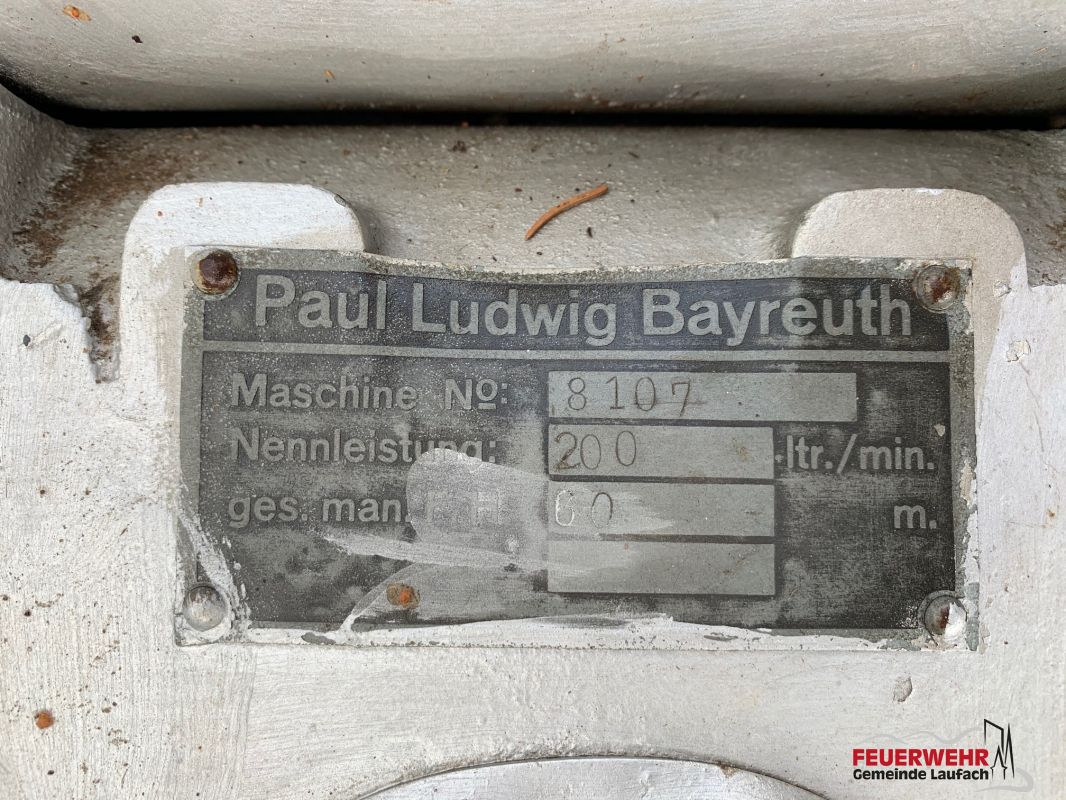 Paul Ludwig Bayreuth
Maschine No: 8107
Nennleistung: 200 ltr./min.
ges. man. F. H. 60 m.
FEUERWEHR
Gemeinde Laufach